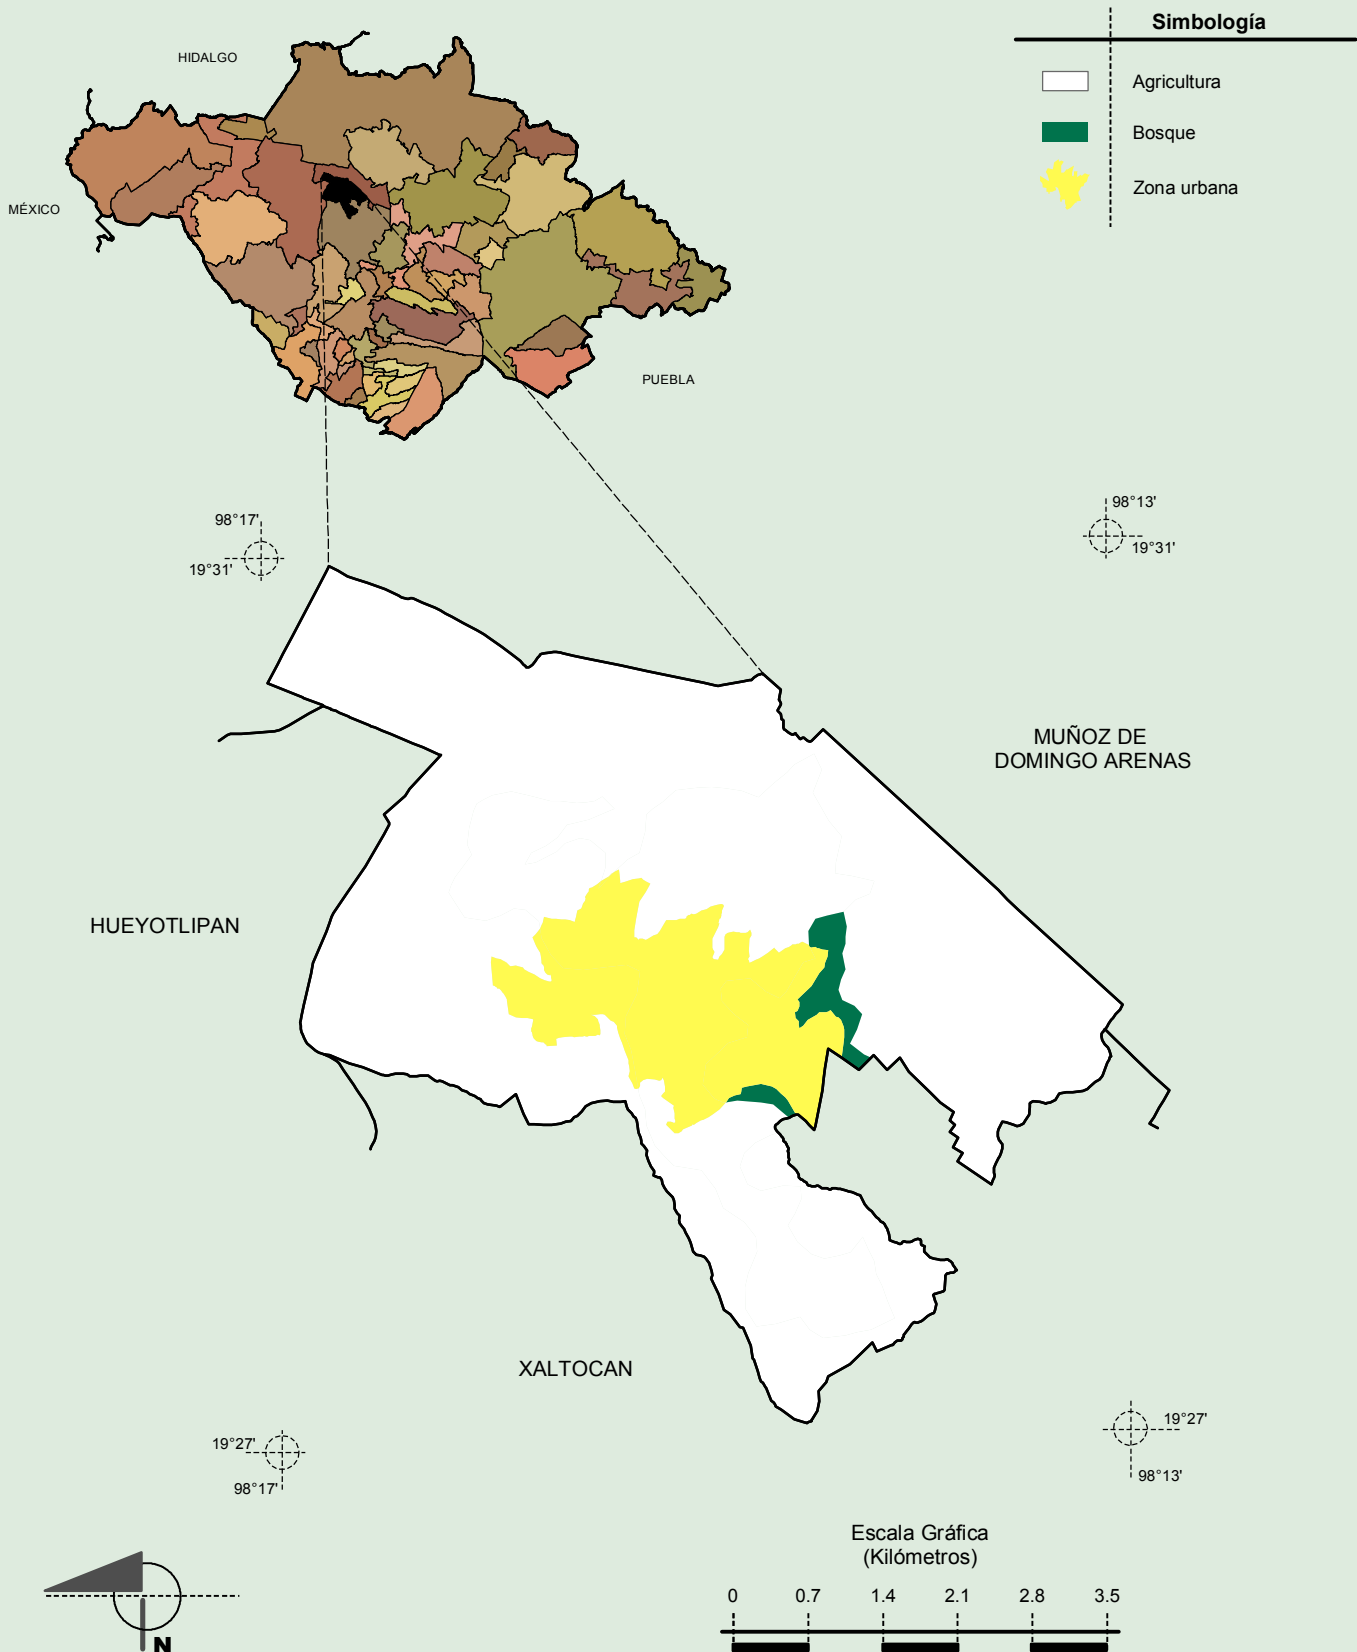 Simbología
HIDALGO
Agricultura
Bosque
Zona urbana
MÉXICO
PUEBLA
98°17'
19°31'
98°13'
19°31'
MUÑOZ DE
DOMINGO ARENAS
HUEYOTLIPAN
XALTOCAN
19°27'
98°17'
19°27'
98°13'
Escala Gráfica
(Kilómetros)
0 0.7 1.4 2.1 2.8 3.5
N